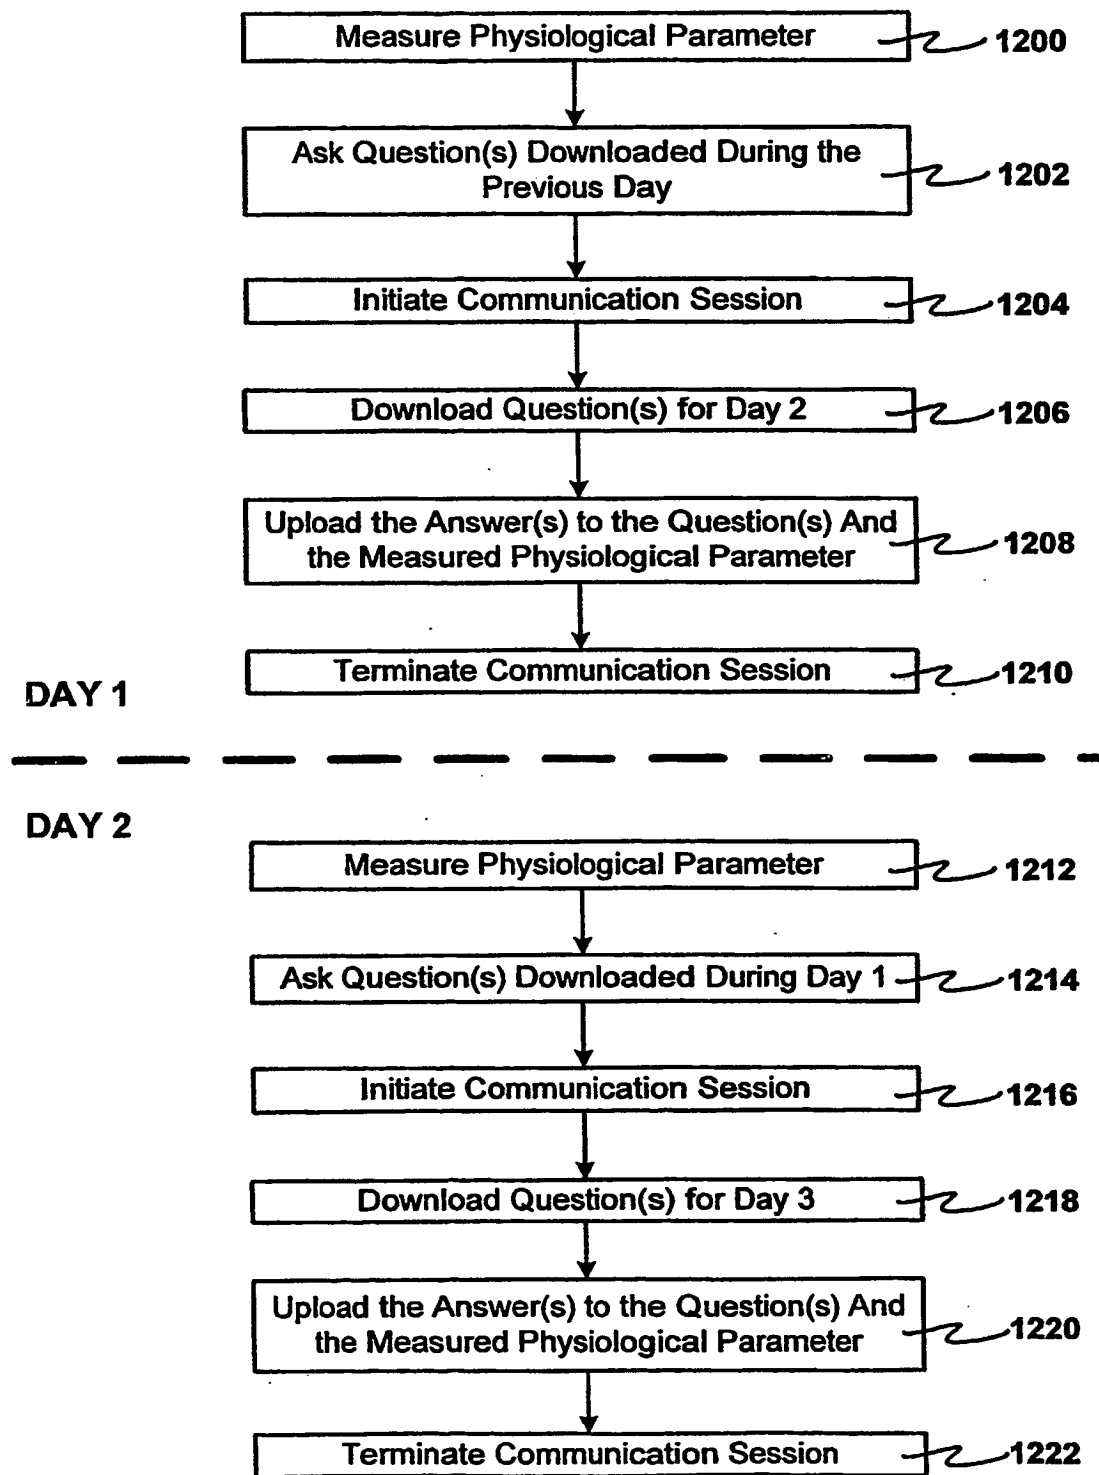 Measure Physiological Parameter 1200
Ask Question(s) Downloaded During the
Previous Day
1202
Initiate Communication Session 1204
Download Question(s) for Day 2 1206
Upload the Answer(s) to the Question(s) And
the Measured Physiological Parameter
1208
Terminate Communication Session 1210
DAY 1
DAY 2
Measure Physiological Parameter 1212
Ask Question(s) Downloaded During Day 1 1214
Initiate Communication Session 1216
Download Question(s) for Day 3 1218
Upload the Answer(s) to the Question(s) And
the Measured Physiological Parameter
1220
Terminate Communication Session 1222